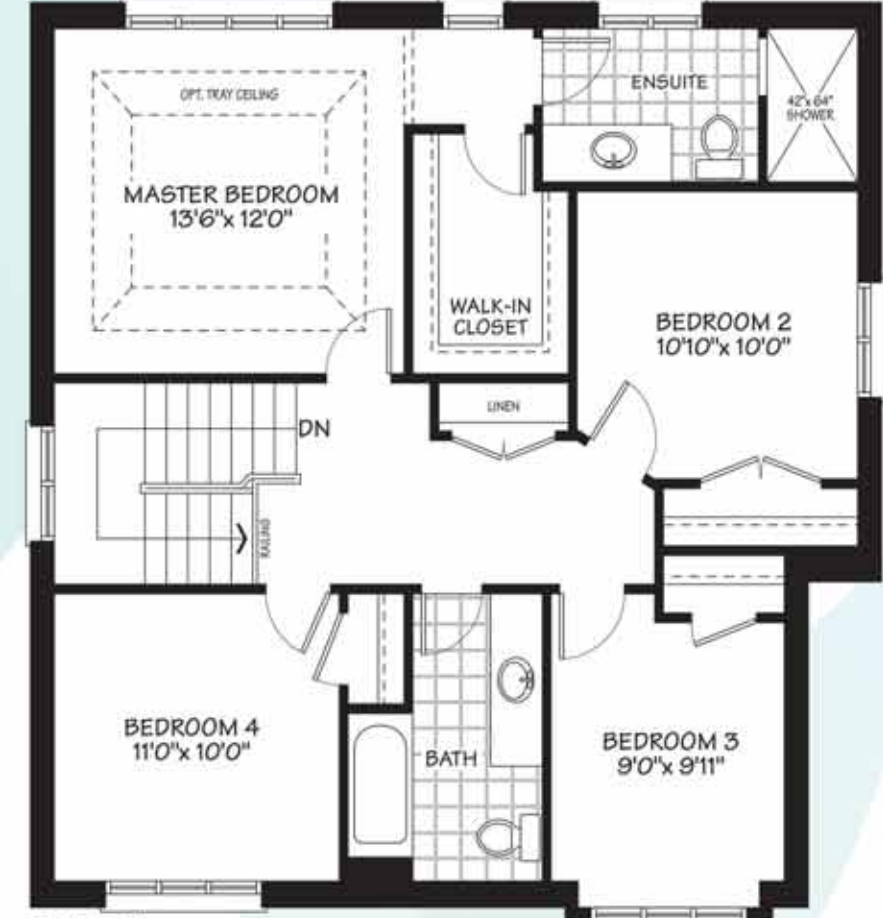 OPT. TRAY CEILING
MASTER BEDROOM
13'6"x 12'0"
ENSUITE
42"x 64"
SHOWER
WALK-IN
CLOSET
BEDROOM 2
10'10"x 10'0"
LINEN
DN
RAILING
BEDROOM 4
11'0"x 10'0"
BATH
BEDROOM 3
9'0"x 9'11"